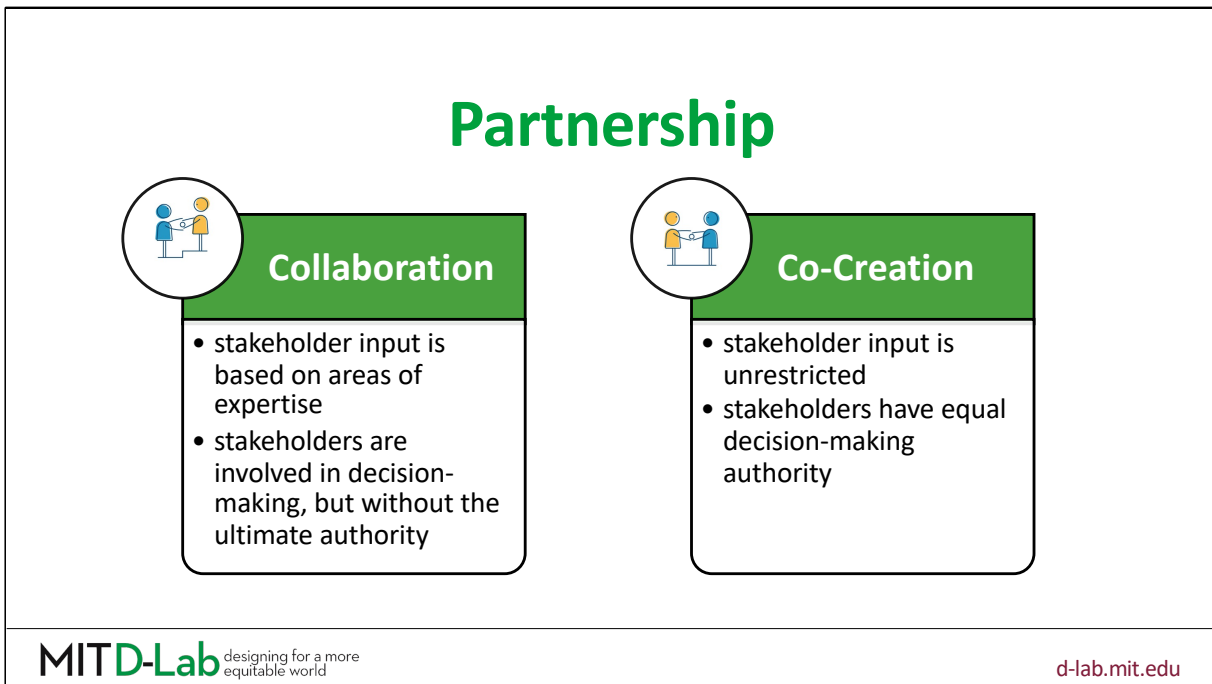 Partnership
Collaboration
• stakeholder input is
based on areas of
expertise
• stakeholders are
involved in decision-
making, but without the
ultimate authority
Co-Creation
• stakeholder input is
unrestricted
• stakeholders have equal
decision-making
authority
MIT D-Lab designing for a more
equitable world
d-lab.mit.edu